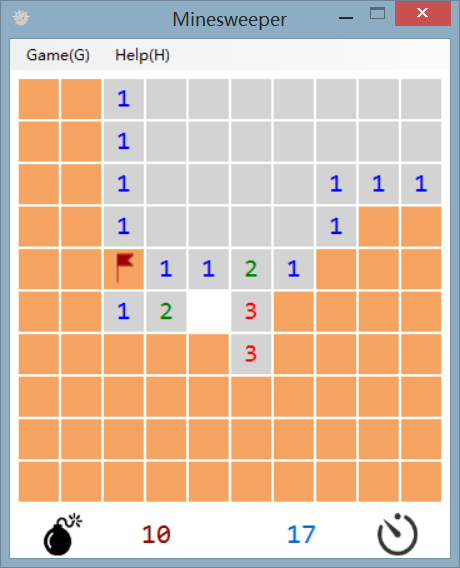 Minesweeper
Game(G) Help(H)
1
1
1 1 1 1
1 1
1 1 2 1
1 2 3
3
10 17